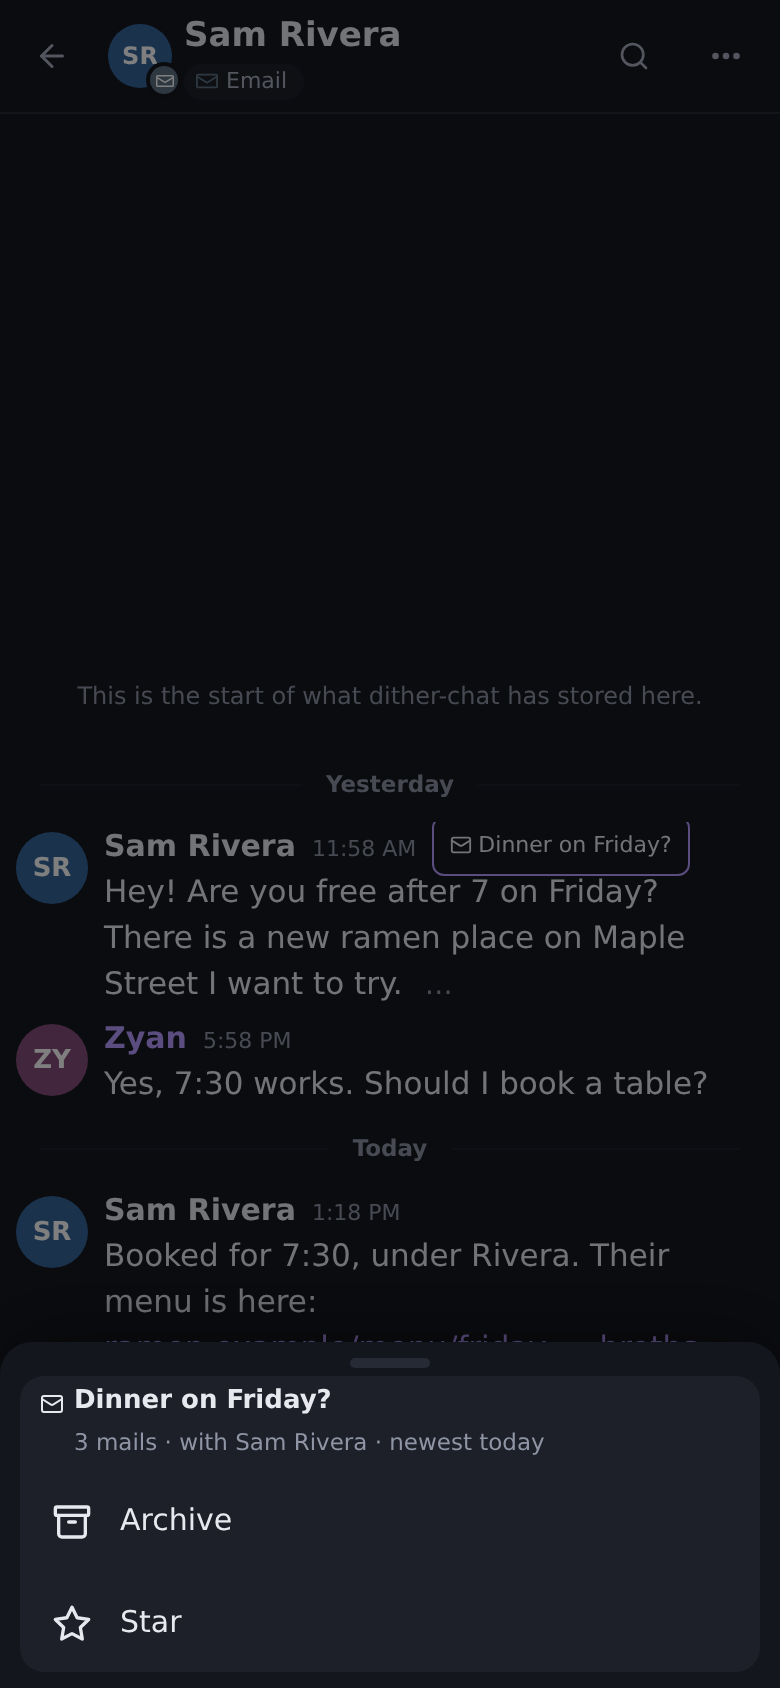 SR
Sam Rivera
Email
This is the start of what dither-chat has stored here.
Yesterday
SR
Sam Rivera 11:58 AM Dinner on Friday?
Hey! Are you free after 7 on Friday?
There is a new ramen place on Maple
Street I want to try. ...
ZY
Zyan 5:58 PM
Yes, 7:30 works. Should I book a table?
Today
SR
Sam Rivera 1:18 PM
Booked for 7:30, under Rivera. Their
menu is here:
Dinner on Friday?
3 mails · with Sam Rivera · newest today
Archive
Star